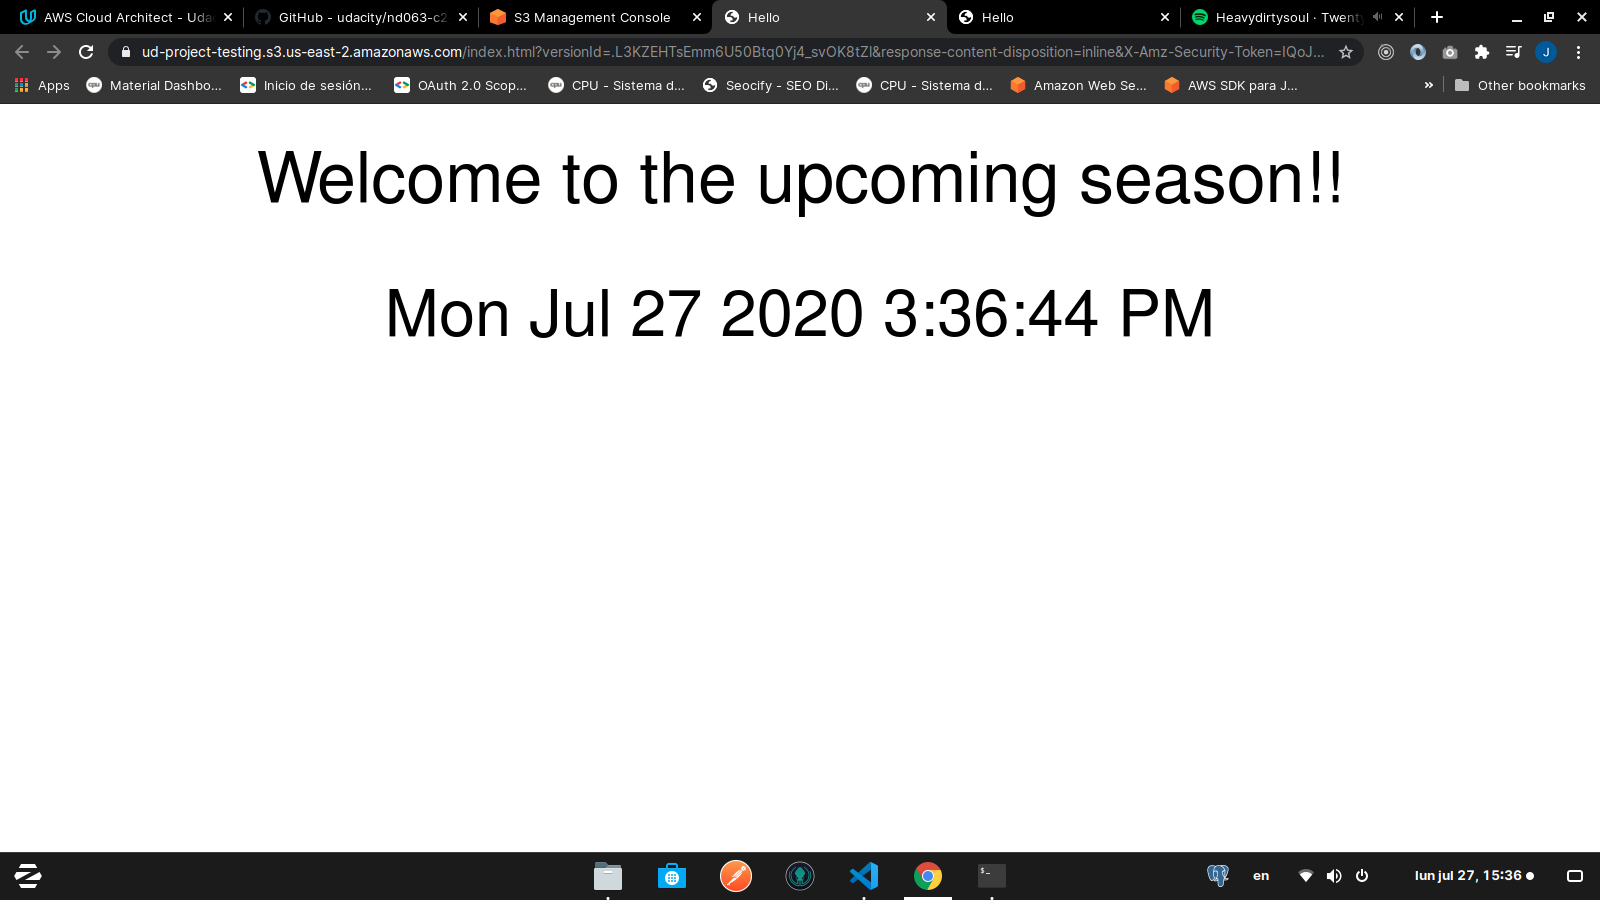 AWS Cloud Architect - Uda
GitHub - udacity/nd063-c2
S3 Management Console
Hello
Hello
Heavydirtysoul · Twenty
ud-project-testing.s3.us-east-2.amazonaws.com/index.html?versionId=.L3KZEHTsEmm6U50Btq0Yj4_svOK8tZl&response-content-disposition=inline&X-Amz-Security-Token=IQoJ...
J
Apps
Material Dashbo...
Inicio de sesión...
OAuth 2.0 Scop...
CPU - Sistema d...
Seocify - SEO Di...
CPU - Sistema d...
Amazon Web Se...
AWS SDK para J...
»
Other bookmarks
Welcome to the upcoming season!!
Mon Jul 27 2020 3:36:44 PM
$_
en
lun jul 27, 15:36